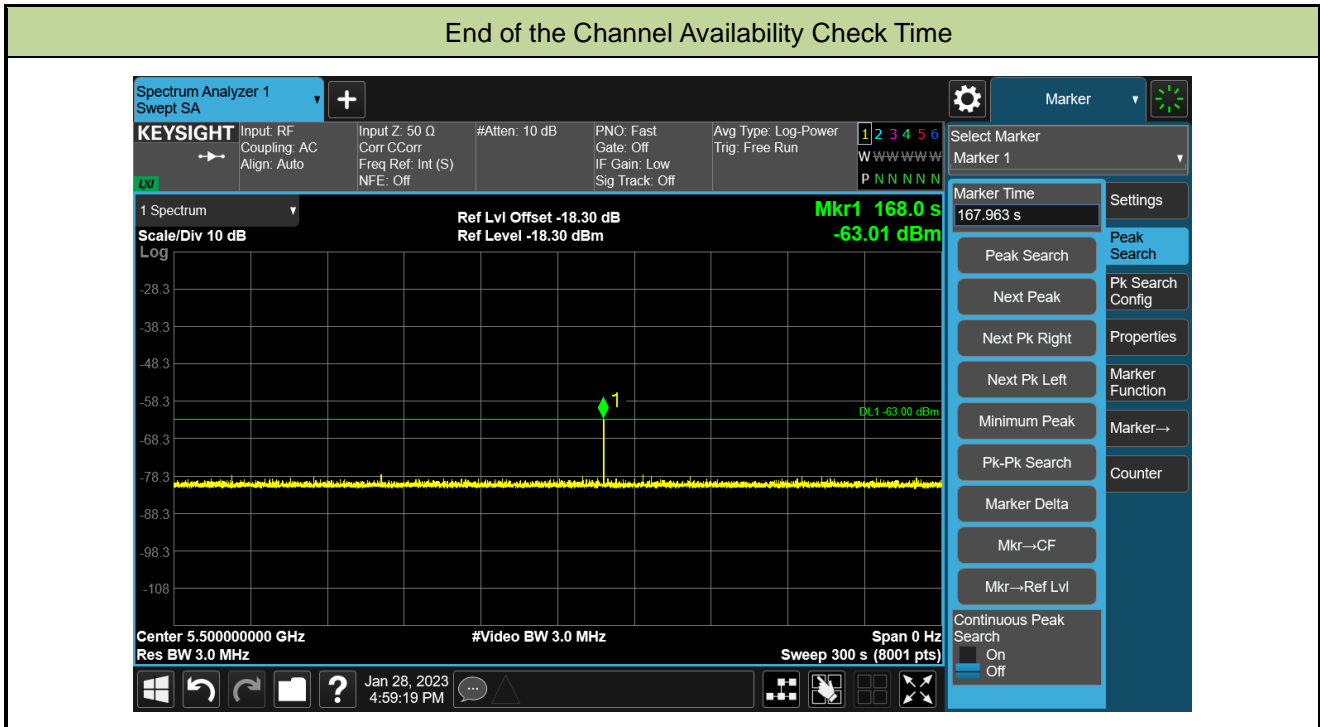 End of the Channel Availability Check Time
Spectrum Analyzer 1
Swept SA
Marker
KEYSIGHT
LXI
Input: RF
Coupling: AC
Align: Auto
Input Z: 50 Ω
Corr CCorr
Freq Ref: Int (S)
NFE: Off
#Atten: 10 dB
PNO: Fast
Gate: Off
IF Gain: Low
Sig Track: Off
Avg Type: Log-Power
Trig: Free Run
1 2 3 4 5 6
W W W W W W
P N N N N N
Select Marker
Marker 1
1 Spectrum
Scale/Div 10 dB
Ref Lvl Offset -18.30 dB
Ref Level -18.30 dBm
Mkr1 168.0 s
-63.01 dBm
Log
-28.3
-38.3
-48.3
-58.3
-68.3
-78.3
-88.3
-98.3
-108
1
DL1 -63.00 dBm
Center 5.500000000 GHz
Res BW 3.0 MHz
#Video BW 3.0 MHz
Span 0 Hz
Sweep 300 s (8001 pts)
Marker Time
167.963 s
Peak Search
Next Peak
Next Pk Right
Next Pk Left
Minimum Peak
Pk-Pk Search
Marker Delta
Mkr→CF
Mkr→Ref Lvl
Continuous Peak
Search
On
Off
Settings
Peak
Search
Pk Search
Config
Properties
Marker
Function
Marker→
Counter
?
Jan 28, 2023
4:59:19 PM